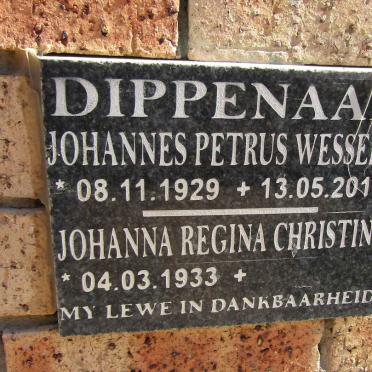 DIPPENAA
JOHANNES PETRUS WESSE
* 08.11.1929 + 13.05.201
JOHANNA REGINA CHRISTIN
* 04.03.1933 +
MY LEWE IN DANKBAARHEID